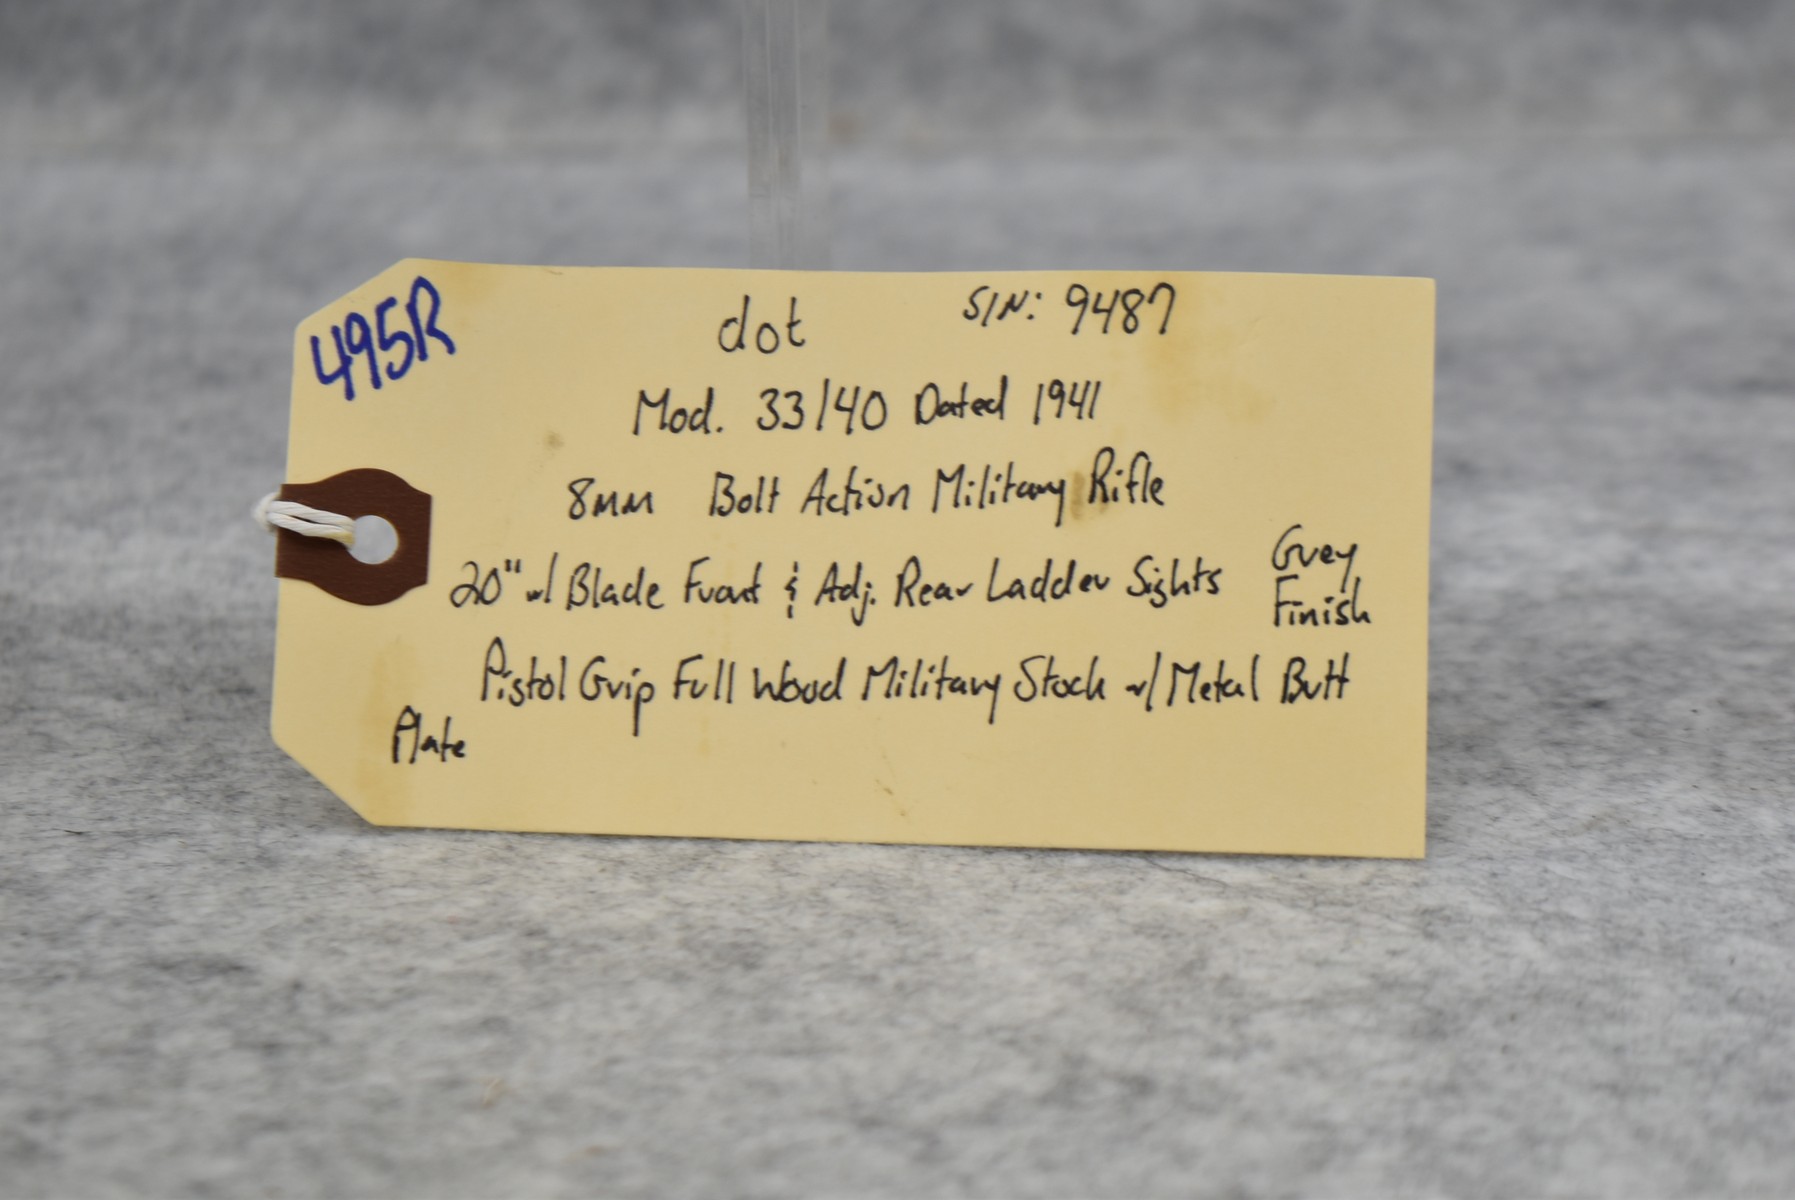 495R
dot
S/N: 9487
Mod. 33/40 Dated 1941
8mm Bolt Action Military Rifle
20" w/ Blade Front & Adj. Rear Ladder Sights
Grey
Finish
Pistol Grip Full Wood Military Stock w/ Metal Butt
Plate